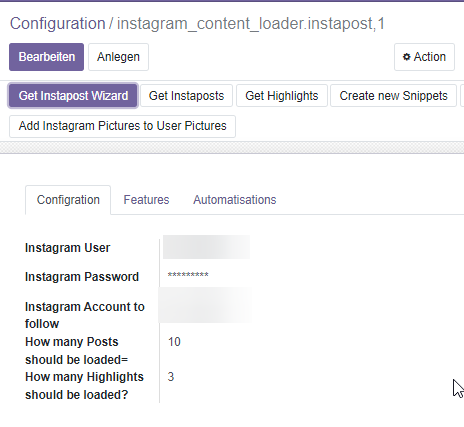 Configuration / instagram_content_loader.instapost,1
Bearbeiten Anlegen Action
Get Instapost Wizard Get Instaposts Get Highlights Create new Snippets
Add Instagram Pictures to User Pictures
Configration Features Automatisations
Instagram User
Instagram Password *********
Instagram Account to
follow
How many Posts 10
should be loaded=
How many Highlights 3
should be loaded?